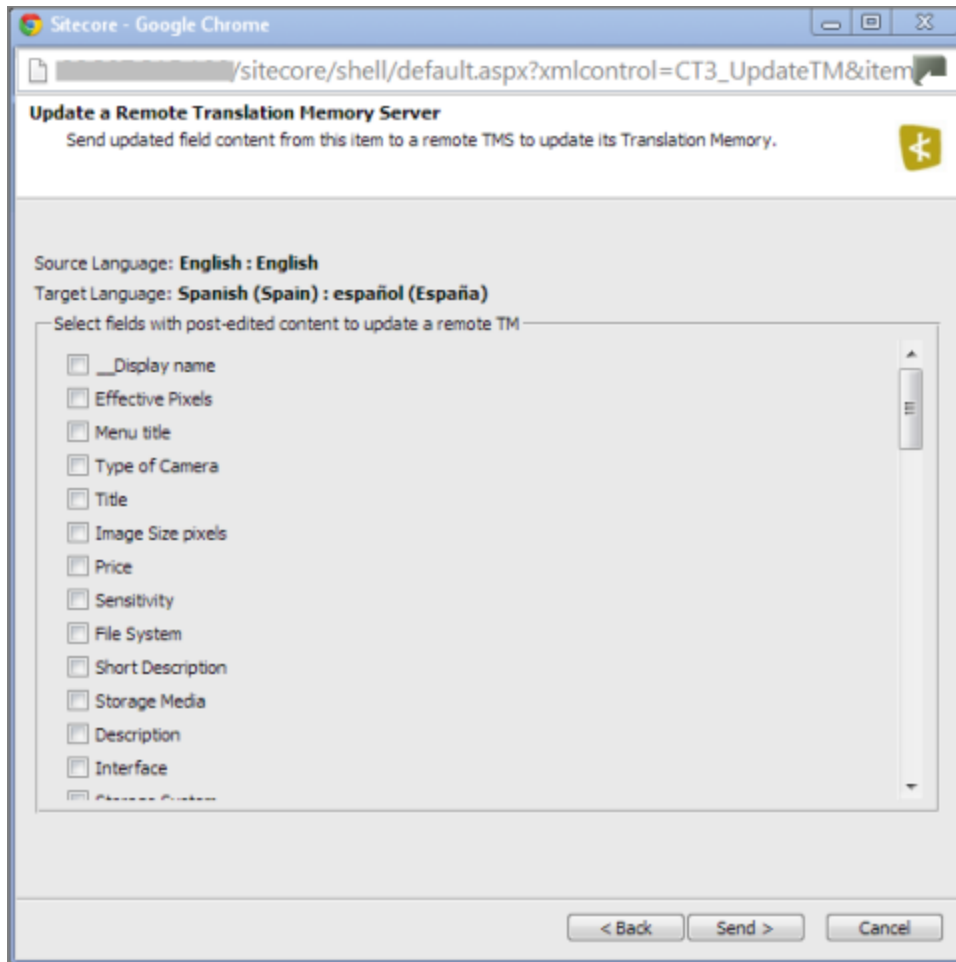 Sitecore - Google Chrome
/sitecore/shell/default.aspx?xmlcontrol=CT3_UpdateTM&item
Update a Remote Translation Memory Server
Send updated field content from this item to a remote TMS to update its Translation Memory.
Source Language: English : English
Target Language: Spanish (Spain) : español (España)
Select fields with post-edited content to update a remote TM
__Display name
Effective Pixels
Menu title
Type of Camera
Title
Image Size pixels
Price
Sensitivity
File System
Short Description
Storage Media
Description
Interface
Storage System
< Back
Send >
Cancel